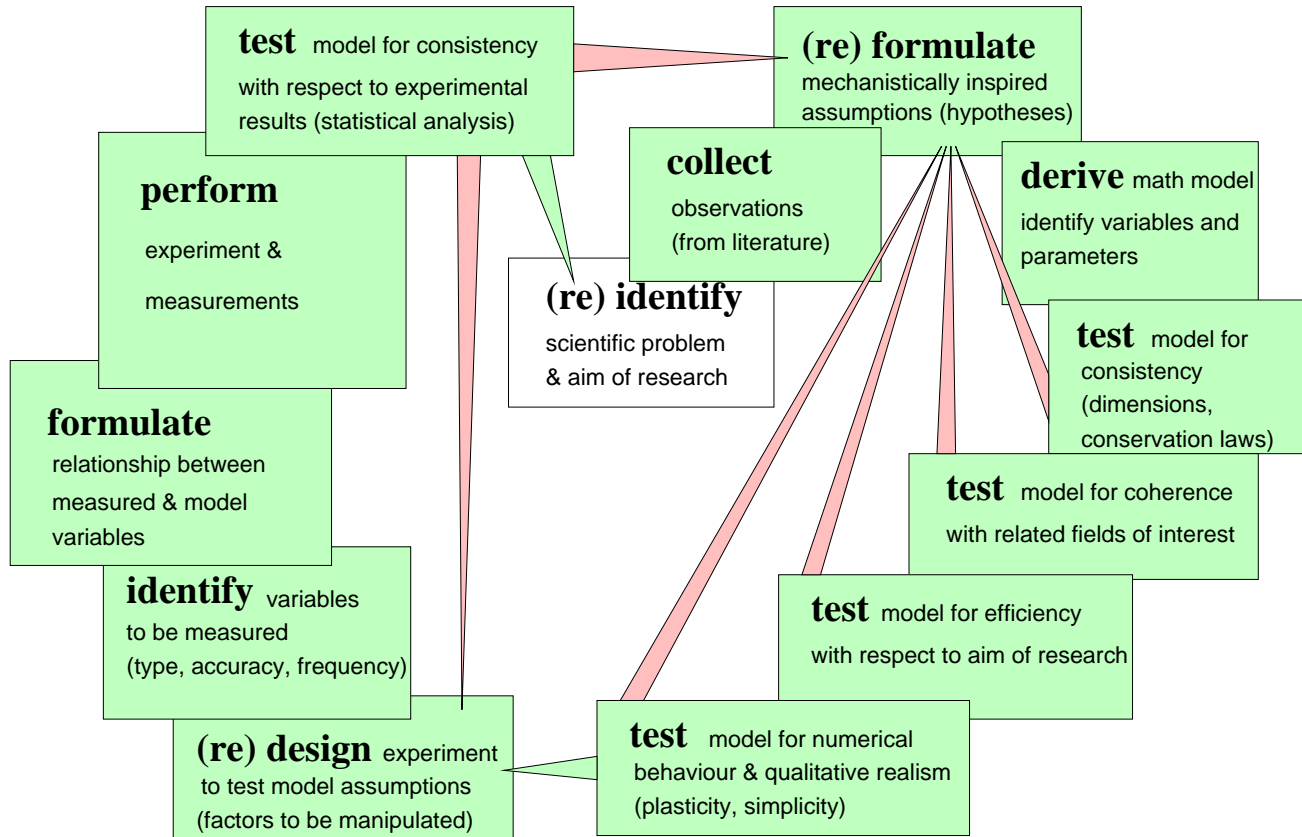 test model for consistency
with respect to experimental
results (statistical analysis)
(re) formulate
mechanistically inspired
assumptions (hypotheses)
collect
observations
(from literature)
derive math model
identify variables and
parameters
perform
experiment &
measurements
(re) identify
scientific problem
& aim of research
test model for
consistency
(dimensions,
conservation laws)
formulate
relationship between
measured & model
variables
test model for coherence
with related fields of interest
identify variables
to be measured
(type, accuracy, frequency)
test model for efficiency
with respect to aim of research
(re) design experiment
to test model assumptions
(factors to be manipulated)
test model for numerical
behaviour & qualitative realism
(plasticity, simplicity)